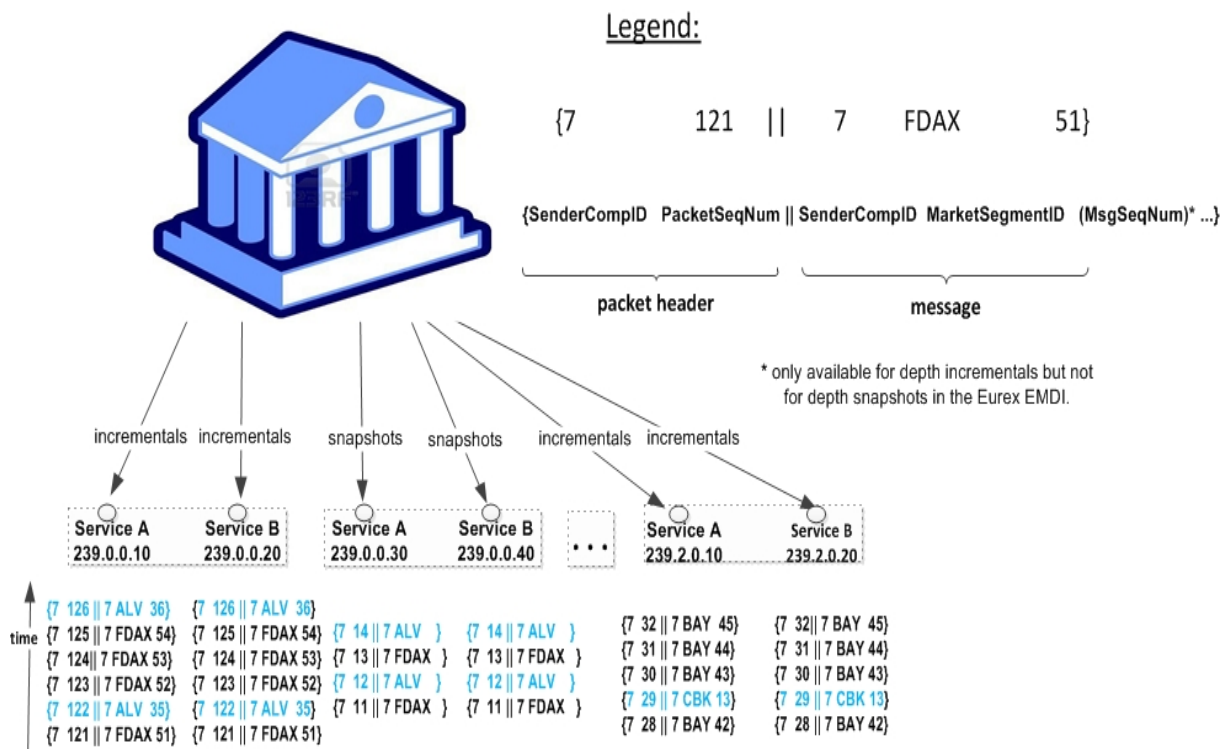 Legend:
{7 121 || 7 FDAX 51}
{SenderCompID PacketSeqNum || SenderCompID MarketSegmentID (MsgSeqNum)* ...}
packet header message
* only available for depth incrementals but not
for depth snapshots in the Eurex EMDI.
incrementals incrementals snapshots snapshots incrementals incrementals
Service A Service B Service A Service B Service A Service B
239.0.0.10 239.0.0.20 239.0.0.30 239.0.0.40 ... 239.2.0.10 239.2.0.20
time
{7 126 || 7 ALV 36}
{7 125 || 7 FDAX 54}
{7 124|| 7 FDAX 53}
{7 123 || 7 FDAX 52}
{7 122 || 7 ALV 35}
{7 121 || 7 FDAX 51}
{7 126 || 7 ALV 36}
{7 125 || 7 FDAX 54}
{7 124 || 7 FDAX 53}
{7 123 || 7 FDAX 52}
{7 122 || 7 ALV 35}
{7 121 || 7 FDAX 51}
{7 14 || 7 ALV }
{7 13 || 7 FDAX }
{7 12 || 7 ALV }
{7 11 || 7 FDAX }
{7 14 || 7 ALV }
{7 13 || 7 FDAX }
{7 12 || 7 ALV }
{7 11 || 7 FDAX }
{7 32 || 7 BAY 45}
{7 31 || 7 BAY 44}
{7 30 || 7 BAY 43}
{7 29 || 7 CBK 13}
{7 28 || 7 BAY 42}
{7 32|| 7 BAY 45}
{7 31 || 7 BAY 44}
{7 30 || 7 BAY 43}
{7 29 || 7 CBK 13}
{7 28 || 7 BAY 42}